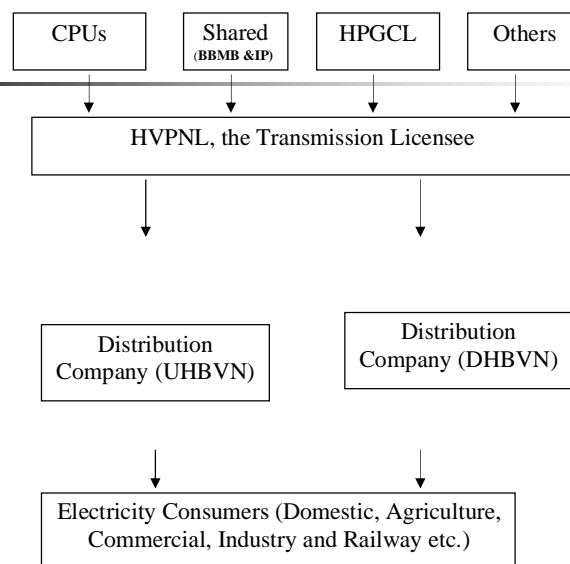 CPUs
Shared
(BBMB &IP)
HPGCL
Others
HVPNL, the Transmission Licensee
Distribution
Company (UHBVN)
Distribution
Company (DHBVN)
Electricity Consumers (Domestic, Agriculture,
Commercial, Industry and Railway etc.)